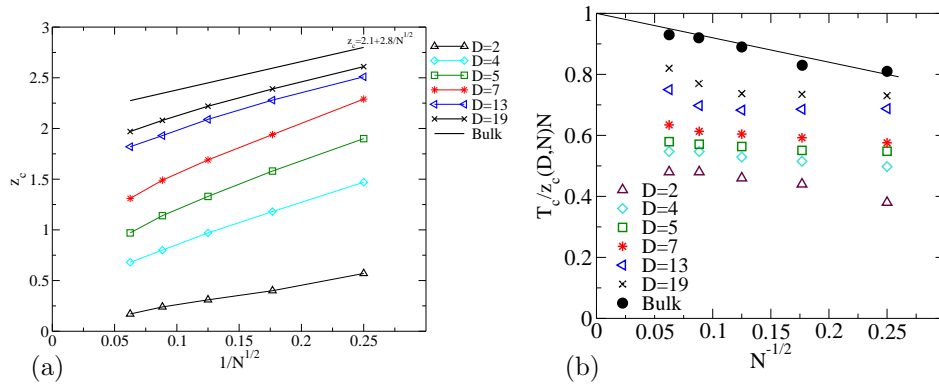 3
2.5
2
1.5
1
0.5
0
z_c
0
0.05
0.1
0.15
0.2
0.25
1/N^{1/2}
z_c=2.1+2.8/N^{1/2}
D=2
D=4
D=5
D=7
D=13
D=19
Bulk
(a)
1
0.8
0.6
0.4
0.2
0
T_c/z_c(D,N)N
0
0.05
0.1
0.15
0.2
0.25
N^{-1/2}
D=2
D=4
D=5
D=7
D=13
D=19
Bulk
(b)